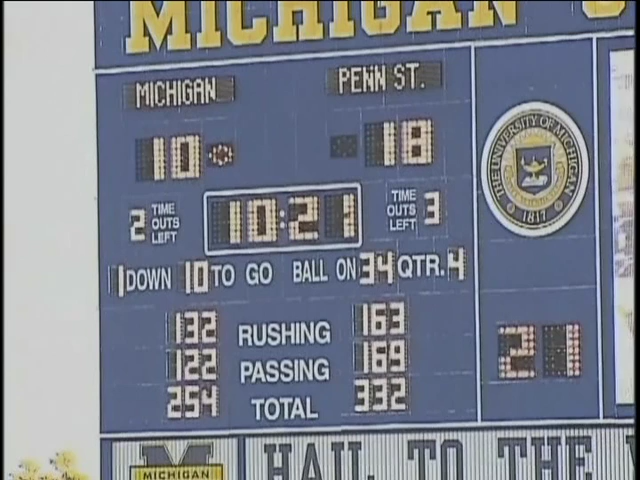 MICHIGAN
MICHIGAN PENN ST.
10 18
2 TIME OUTS LEFT 10:21 TIME OUTS LEFT 3
1 DOWN 10 TO GO BALL ON 34 QTR. 4
132 RUSHING 163
122 PASSING 169
254 TOTAL 332
THE UNIVERSITY OF MICHIGAN
1817
21
M
MICHIGAN
HAIL TO THE